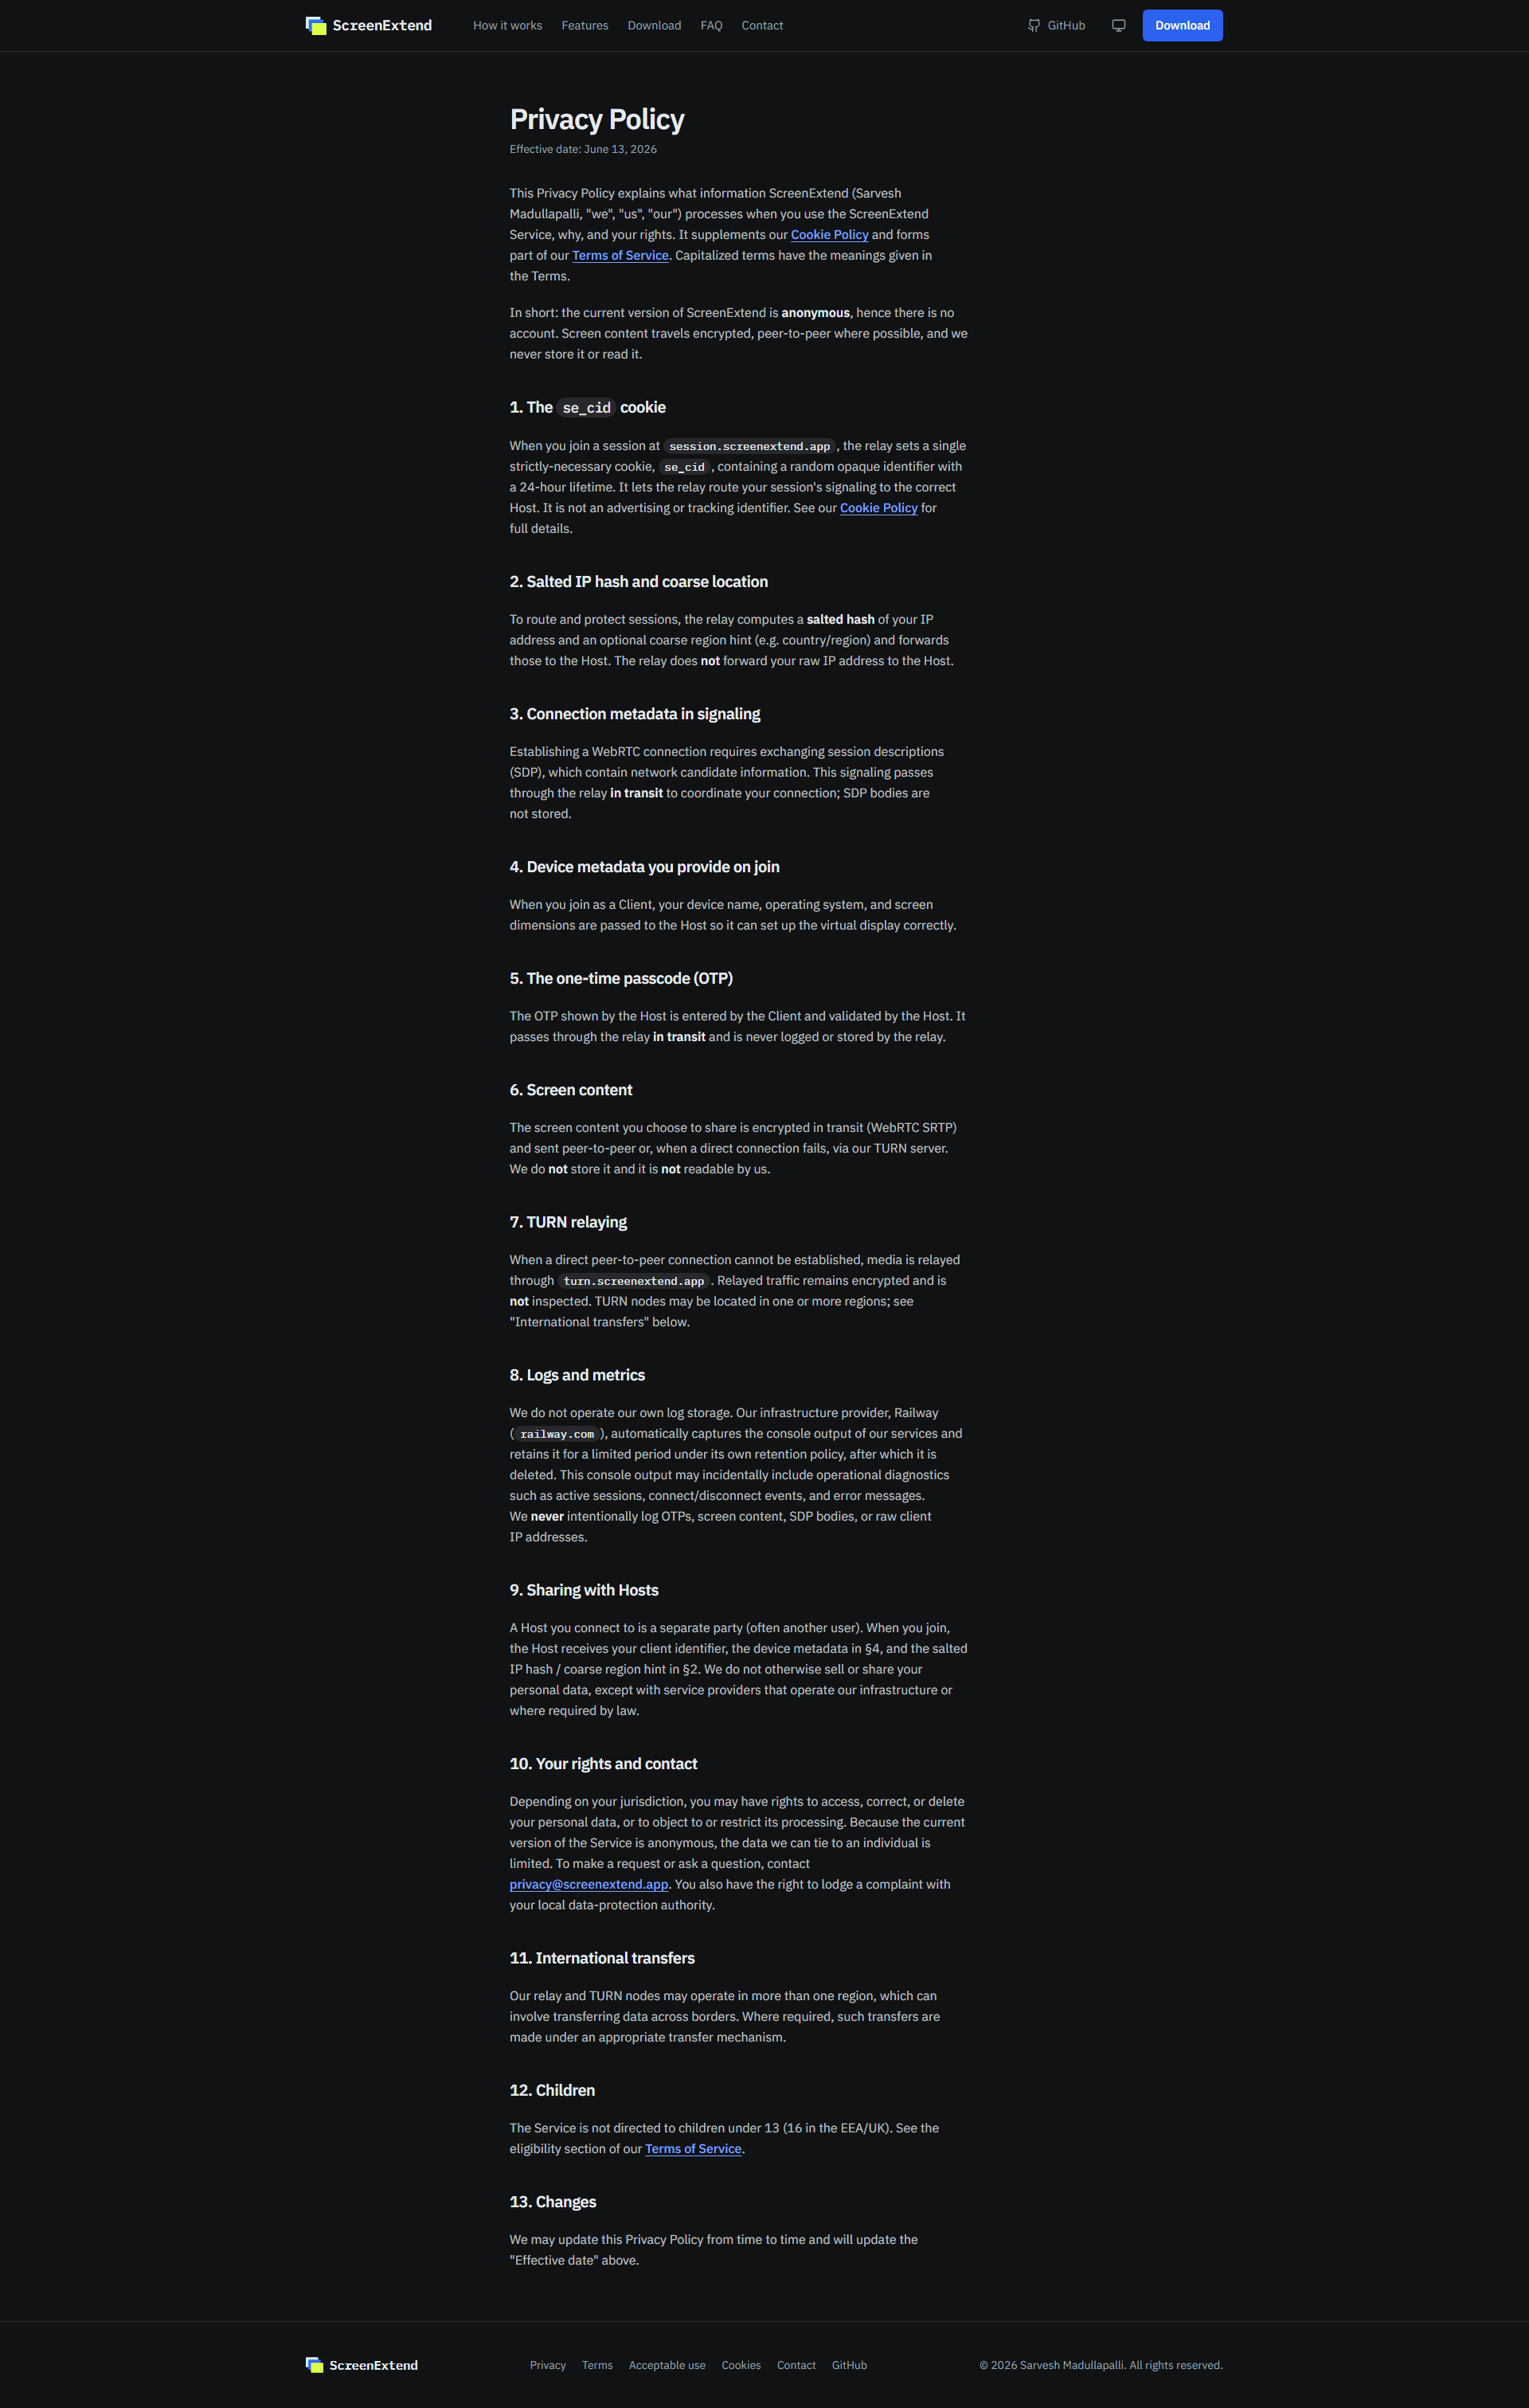 ScreenExtend
How it works
Features
Download
FAQ
Contact
GitHub
Download
Privacy Policy
Effective date: June 13, 2026
This Privacy Policy explains what information ScreenExtend (Sarvesh
Madullapalli, "we", "us", "our") processes when you use the ScreenExtend
Service, why, and your rights. It supplements our Cookie Policy and forms
part of our Terms of Service. Capitalized terms have the meanings given in
the Terms.
In short: the current version of ScreenExtend is anonymous, hence there is no
account. Screen content travels encrypted, peer-to-peer where possible, and we
never store it or read it.
1. The se_cid cookie
When you join a session at session.screenextend.app, the relay sets a single
strictly-necessary cookie, se_cid, containing a random opaque identifier with
a 24-hour lifetime. It lets the relay route your session's signaling to the correct
Host. It is not an advertising or tracking identifier. See our Cookie Policy for
full details.
2. Salted IP hash and coarse location
To route and protect sessions, the relay computes a salted hash of your IP
address and an optional coarse region hint (e.g. country/region) and forwards
those to the Host. The relay does not forward your raw IP address to the Host.
3. Connection metadata in signaling
Establishing a WebRTC connection requires exchanging session descriptions
(SDP), which contain network candidate information. This signaling passes
through the relay in transit to coordinate your connection; SDP bodies are
not stored.
4. Device metadata you provide on join
When you join as a Client, your device name, operating system, and screen
dimensions are passed to the Host so it can set up the virtual display correctly.
5. The one-time passcode (OTP)
The OTP shown by the Host is entered by the Client and validated by the Host. It
passes through the relay in transit and is never logged or stored by the relay.
6. Screen content
The screen content you choose to share is encrypted in transit (WebRTC SRTP)
and sent peer-to-peer or, when a direct connection fails, via our TURN server.
We do not store it and it is not readable by us.
7. TURN relaying
When a direct peer-to-peer connection cannot be established, media is relayed
through turn.screenextend.app. Relayed traffic remains encrypted and is
not inspected. TURN nodes may be located in one or more regions; see
"International transfers" below.
8. Logs and metrics
We do not operate our own log storage. Our infrastructure provider, Railway
(railway.com), automatically captures the console output of our services and
retains it for a limited period under its own retention policy, after which it is
deleted. This console output may incidentally include operational diagnostics
such as active sessions, connect/disconnect events, and error messages.
We never intentionally log OTPs, screen content, SDP bodies, or raw client
IP addresses.
9. Sharing with Hosts
A Host you connect to is a separate party (often another user). When you join,
the Host receives your client identifier, the device metadata in §4, and the salted
IP hash / coarse region hint in §2. We do not otherwise sell or share your
personal data, except with service providers that operate our infrastructure or
where required by law.
10. Your rights and contact
Depending on your jurisdiction, you may have rights to access, correct, or delete
your personal data, or to object to or restrict its processing. Because the current
version of the Service is anonymous, the data we can tie to an individual is
limited. To make a request or ask a question, contact
privacy@screenextend.app. You also have the right to lodge a complaint with
your local data-protection authority.
11. International transfers
Our relay and TURN nodes may operate in more than one region, which can
involve transferring data across borders. Where required, such transfers are
made under an appropriate transfer mechanism.
12. Children
The Service is not directed to children under 13 (16 in the EEA/UK). See the
eligibility section of our Terms of Service.
13. Changes
We may update this Privacy Policy from time to time and will update the
"Effective date" above.
ScreenExtend
Privacy
Terms
Acceptable use
Cookies
Contact
GitHub
© 2026 Sarvesh Madullapalli. All rights reserved.